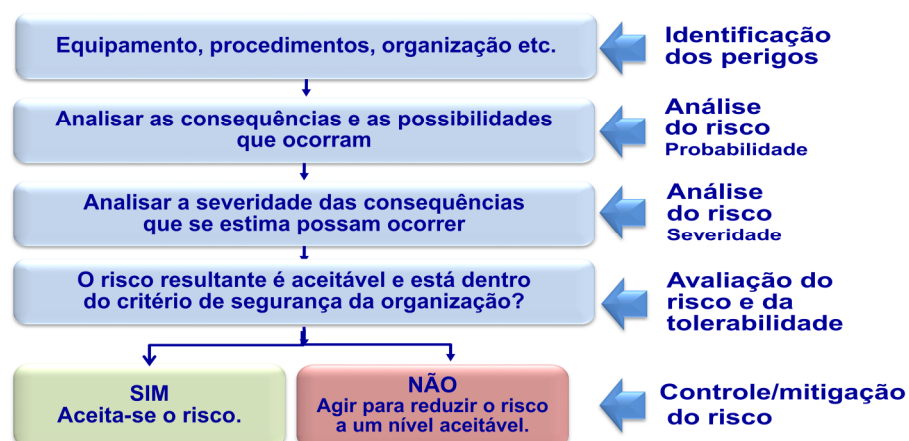 Equipamento, procedimentos, organização etc.
Identificação
dos perigos
Analisar as consequências e as possibilidades
que ocorram
Análise
do risco
Probabilidade
Analisar a severidade das consequências
que se estima possam ocorrer
Análise
do risco
Severidade
O risco resultante é aceitável e está dentro
do critério de segurança da organização?
Avaliação do
risco e da
tolerabilidade
SIM
Aceita-se o risco.
NÃO
Agir para reduzir o risco
a um nível aceitável.
Controle/mitigação
do risco